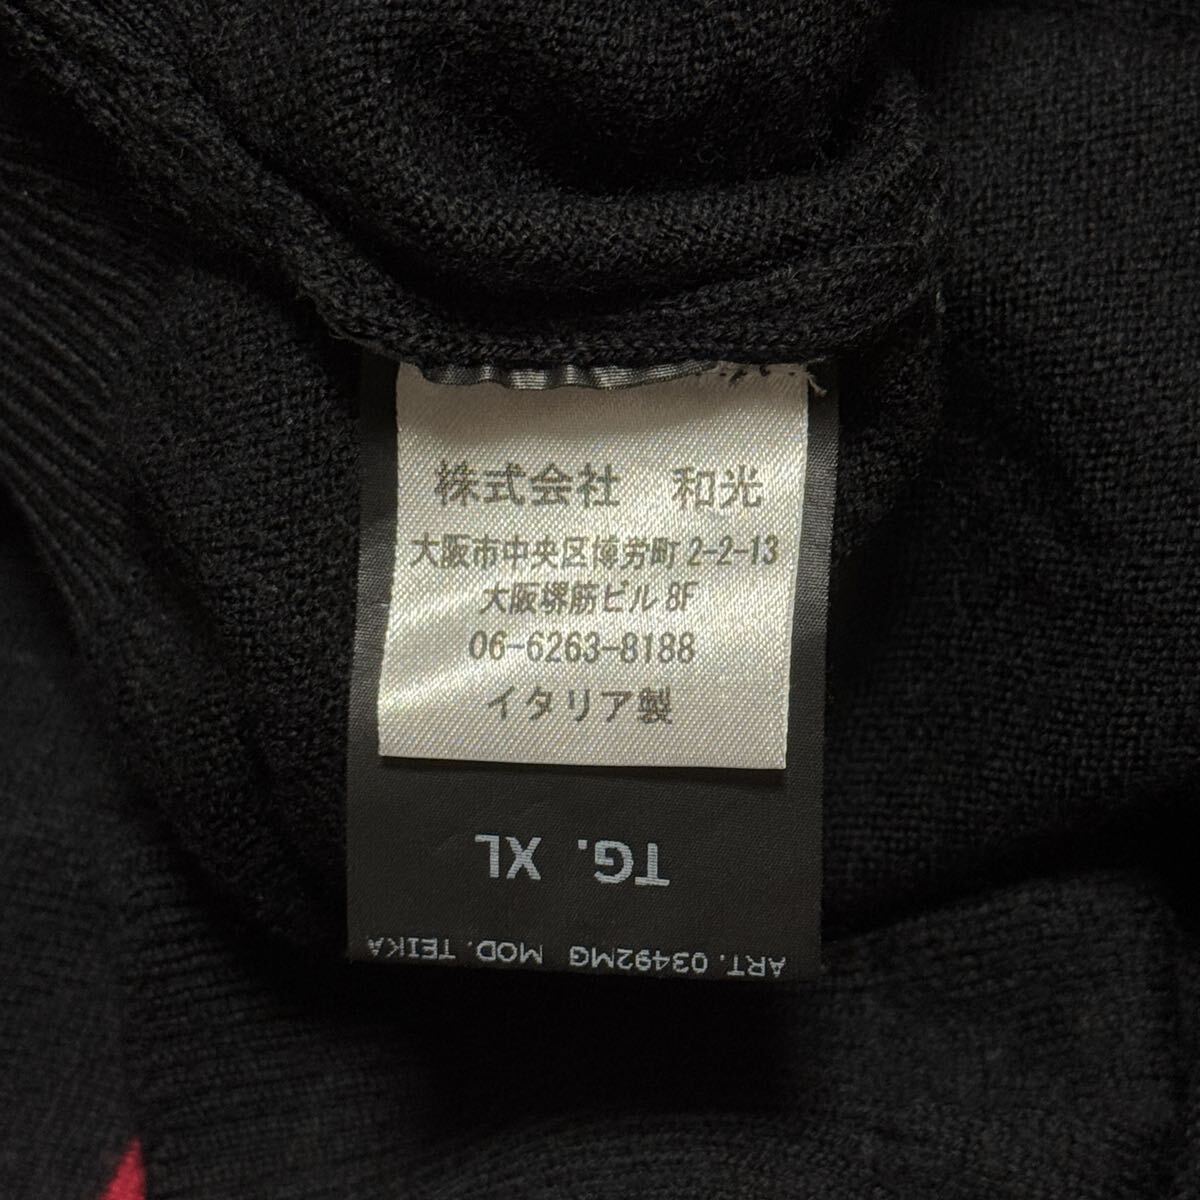 株式会社　和光
大阪市中央区博労町2-2-13
大阪堺筋ビル8F
06-6263-8188
イタリア製
TG. XL
ART. 03492MG MOD. TEIKA